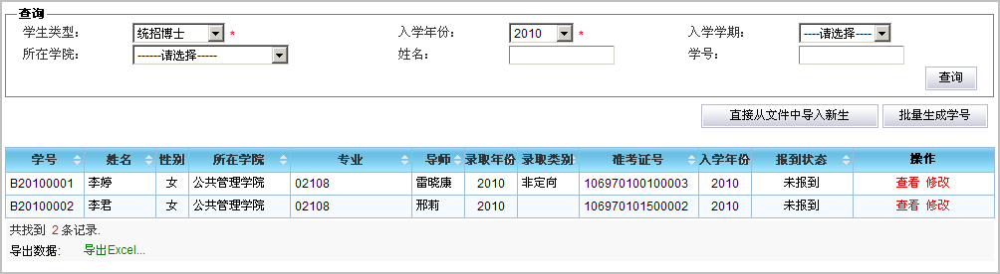 查询
学生类型： 统招博士 * 入学年份： 2010 * 入学学期： ----请选择----
所在学院： ------请选择----- 姓名： 学号：
查询
直接从文件中导入新生 批量生成学号
学号 姓名 性别 所在学院 专业 导师 录取年份 录取类别 准考证号 入学年份 报到状态 操作
B20100001 李婷 女 公共管理学院 02108 雷晓康 2010 非定向 106970100100003 2010 未报到 查看 修改
B20100002 李君 女 公共管理学院 02108 邢莉 2010 106970101500002 2010 未报到 查看 修改
共找到 2 条记录.
导出数据: 导出Excel...